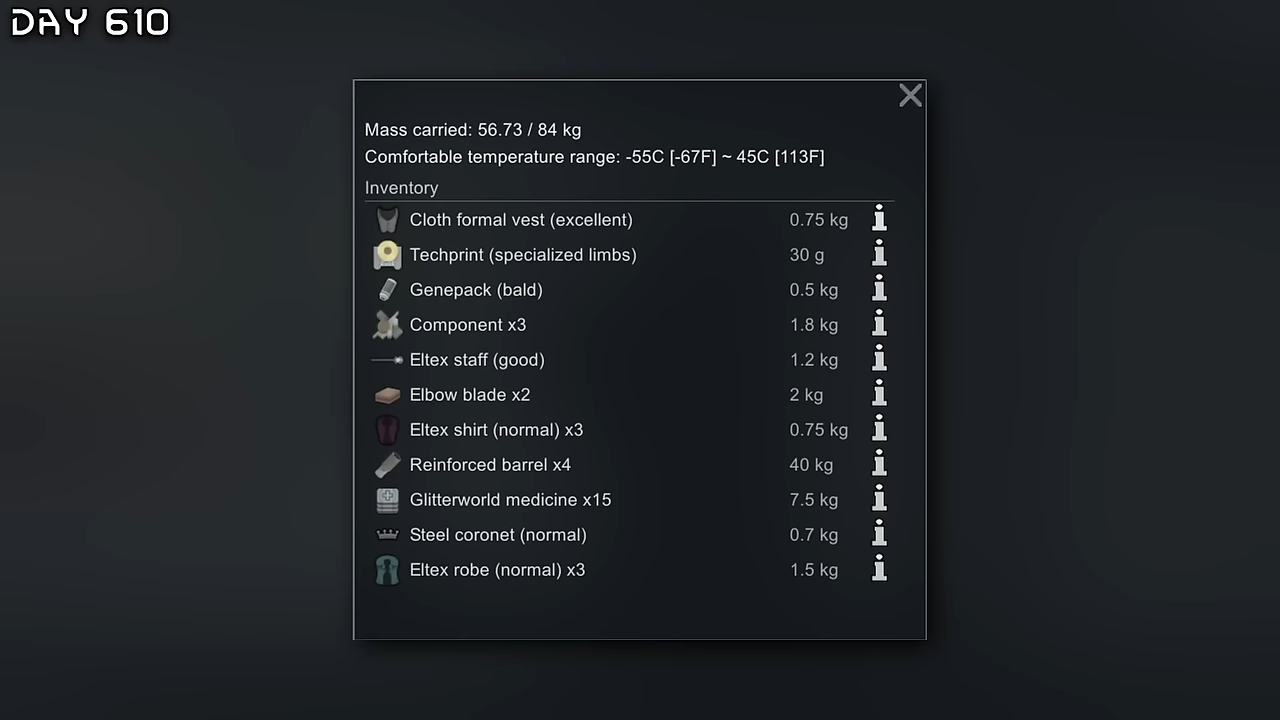 DAY 610
Mass carried: 56.73 / 84 kg
Comfortable temperature range: -55C [-67F] ~ 45C [113F]
Inventory
Cloth formal vest (excellent) 0.75 kg
Techprint (specialized limbs) 30 g
Genepack (bald) 0.5 kg
Component x3 1.8 kg
Eltex staff (good) 1.2 kg
Elbow blade x2 2 kg
Eltex shirt (normal) x3 0.75 kg
Reinforced barrel x4 40 kg
Glitterworld medicine x15 7.5 kg
Steel coronet (normal) 0.7 kg
Eltex robe (normal) x3 1.5 kg